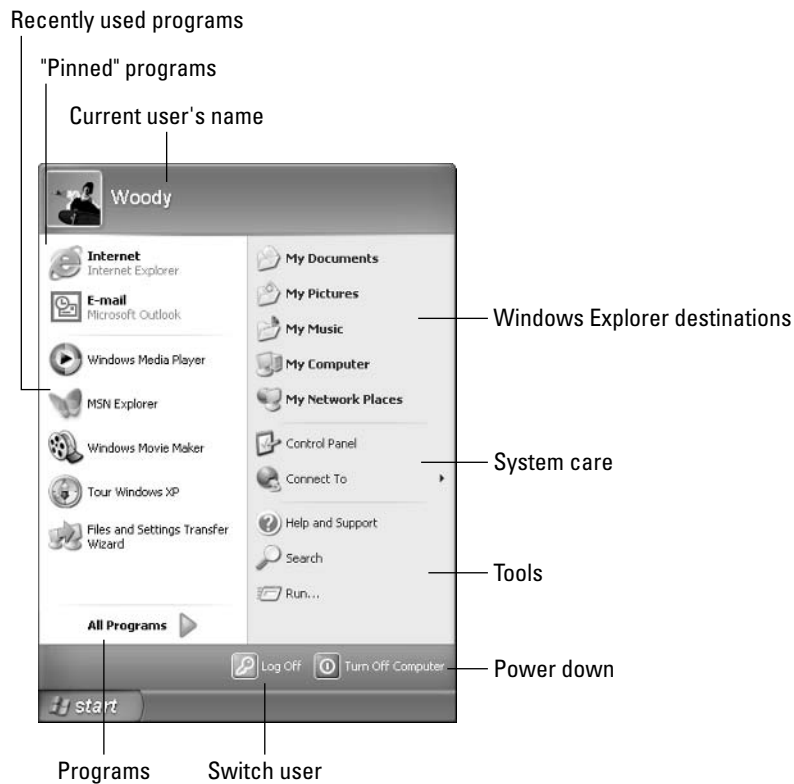 Recently used programs
"Pinned" programs
Current user's name
Woody
Internet
Internet Explorer
E-mail
Microsoft Outlook
Windows Media Player
MSN Explorer
Windows Movie Maker
Tour Windows XP
Files and Settings Transfer
Wizard
All Programs
My Documents
My Pictures
My Music
My Computer
My Network Places
Control Panel
Connect To
Help and Support
Search
Run...
Windows Explorer destinations
System care
Tools
Log Off
Turn Off Computer
Power down
start
Programs
Switch user